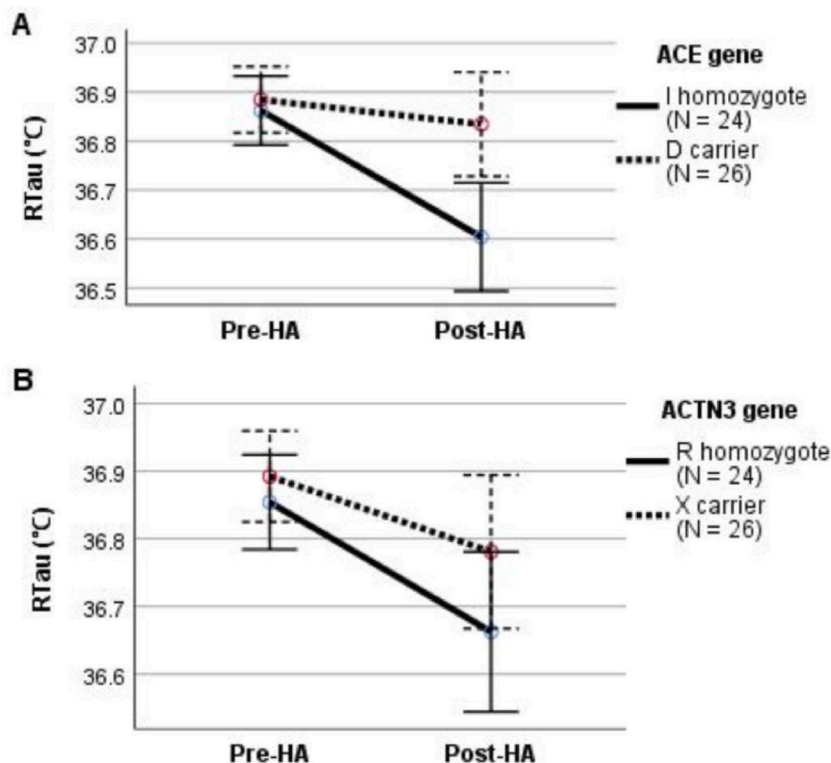 A
37.0
36.9
36.8
36.7
36.6
36.5
RTau (°C)
Pre-HA
Post-HA
ACE gene
I homozygote
(N = 24)
D carrier
(N = 26)
B
37.0
36.9
36.8
36.7
36.6
RTau (°C)
Pre-HA
Post-HA
ACTN3 gene
R homozygote
(N = 24)
X carrier
(N = 26)